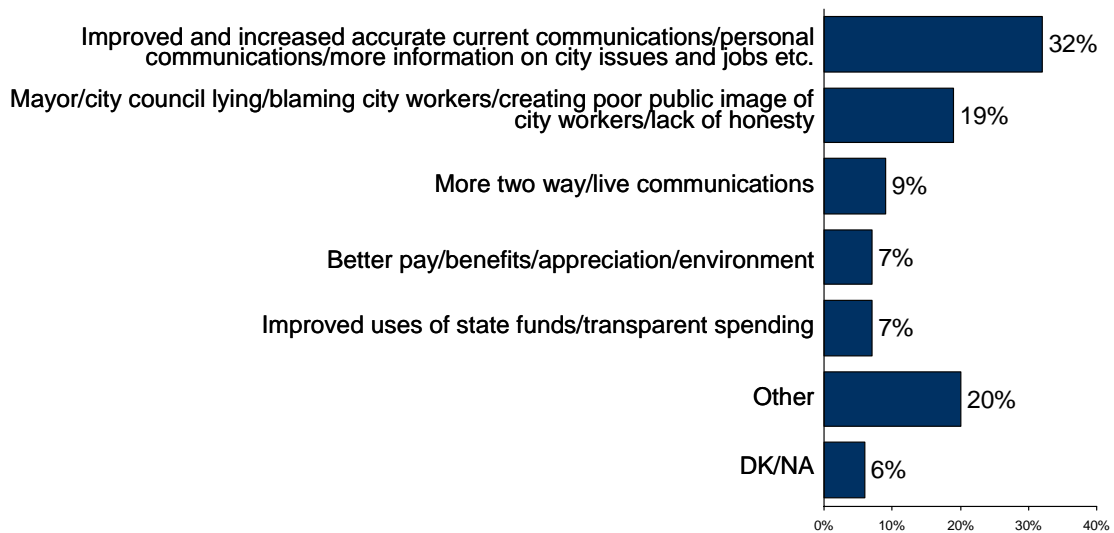 Improved and increased accurate current communications/personal
communications/more information on city issues and jobs etc.
32%
Mayor/city council lying/blaming city workers/creating poor public image of
city workers/lack of honesty
19%
More two way/live communications
9%
Better pay/benefits/appreciation/environment
7%
Improved uses of state funds/transparent spending
7%
Other
20%
DK/NA
6%
0% 10% 20% 30% 40%